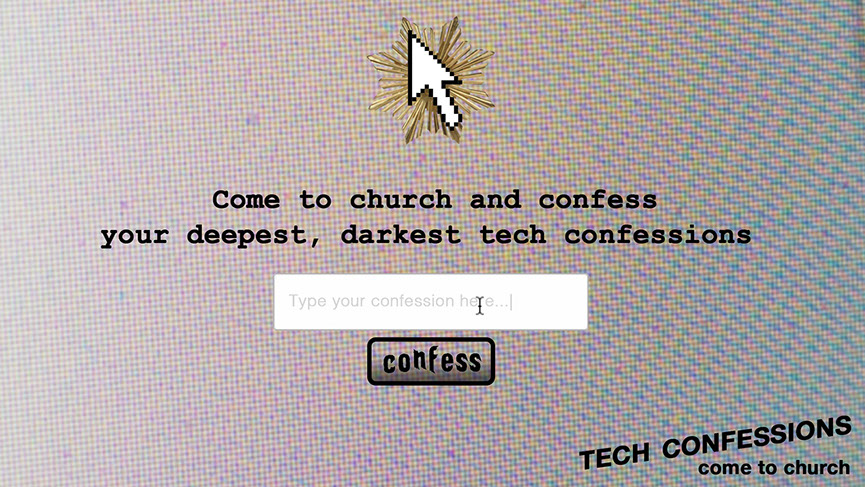 Come to church and confess
your deepest, darkest tech confessions
Type your confession here...
confess
TECH CONFESSIONS
come to church